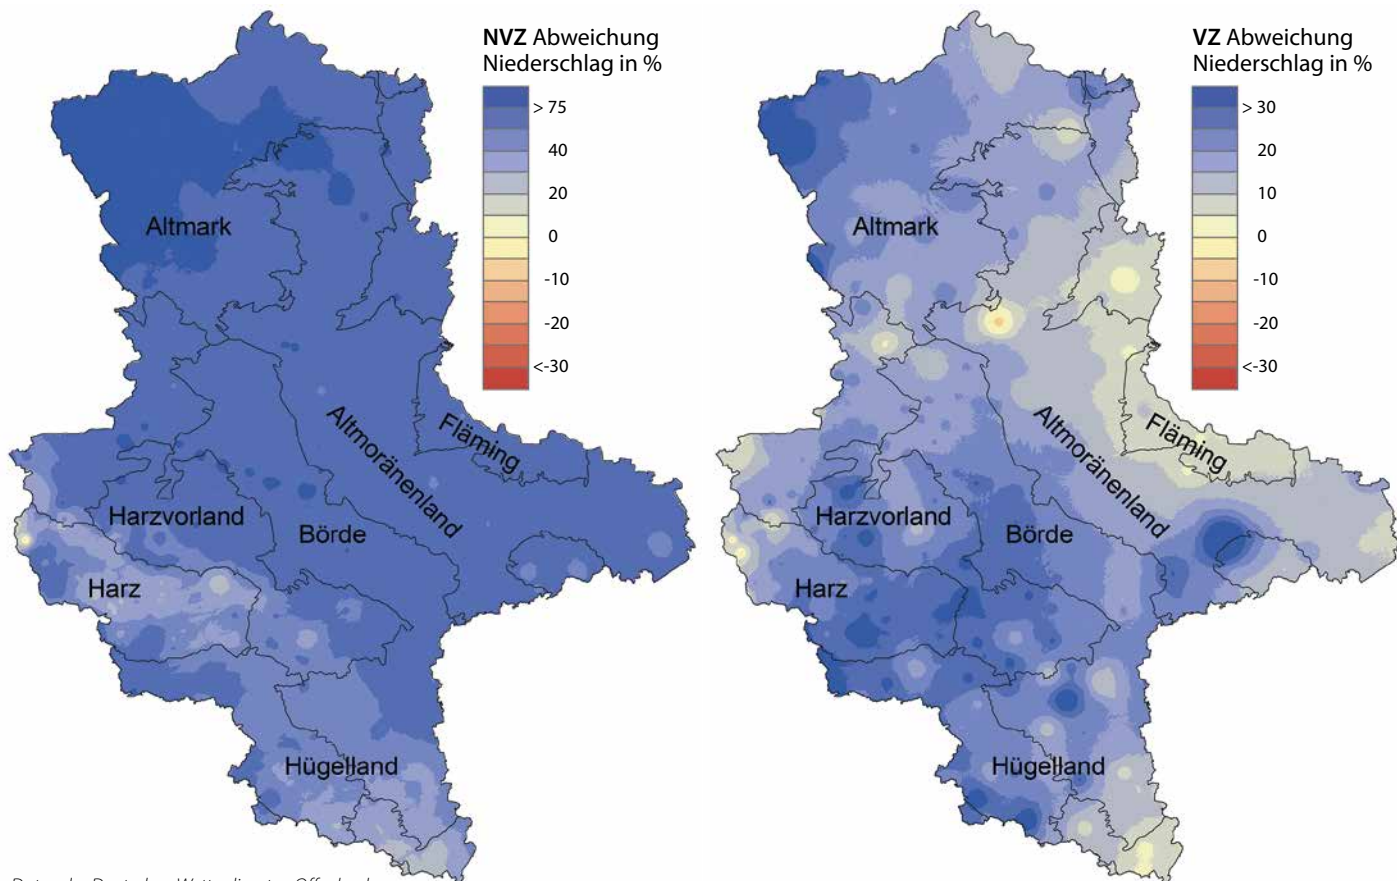 NVZ Abweichung
Niederschlag in %
> 75
40
20
0
-10
-20
<-30
Altmark
Fläming
Altmoränenland
Harzvorland
Börde
Harz
Hügelland
VZ Abweichung
Niederschlag in %
> 30
20
10
0
-10
-20
<-30
Altmark
Fläming
Altmoränenland
Harzvorland
Börde
Harz
Hügelland